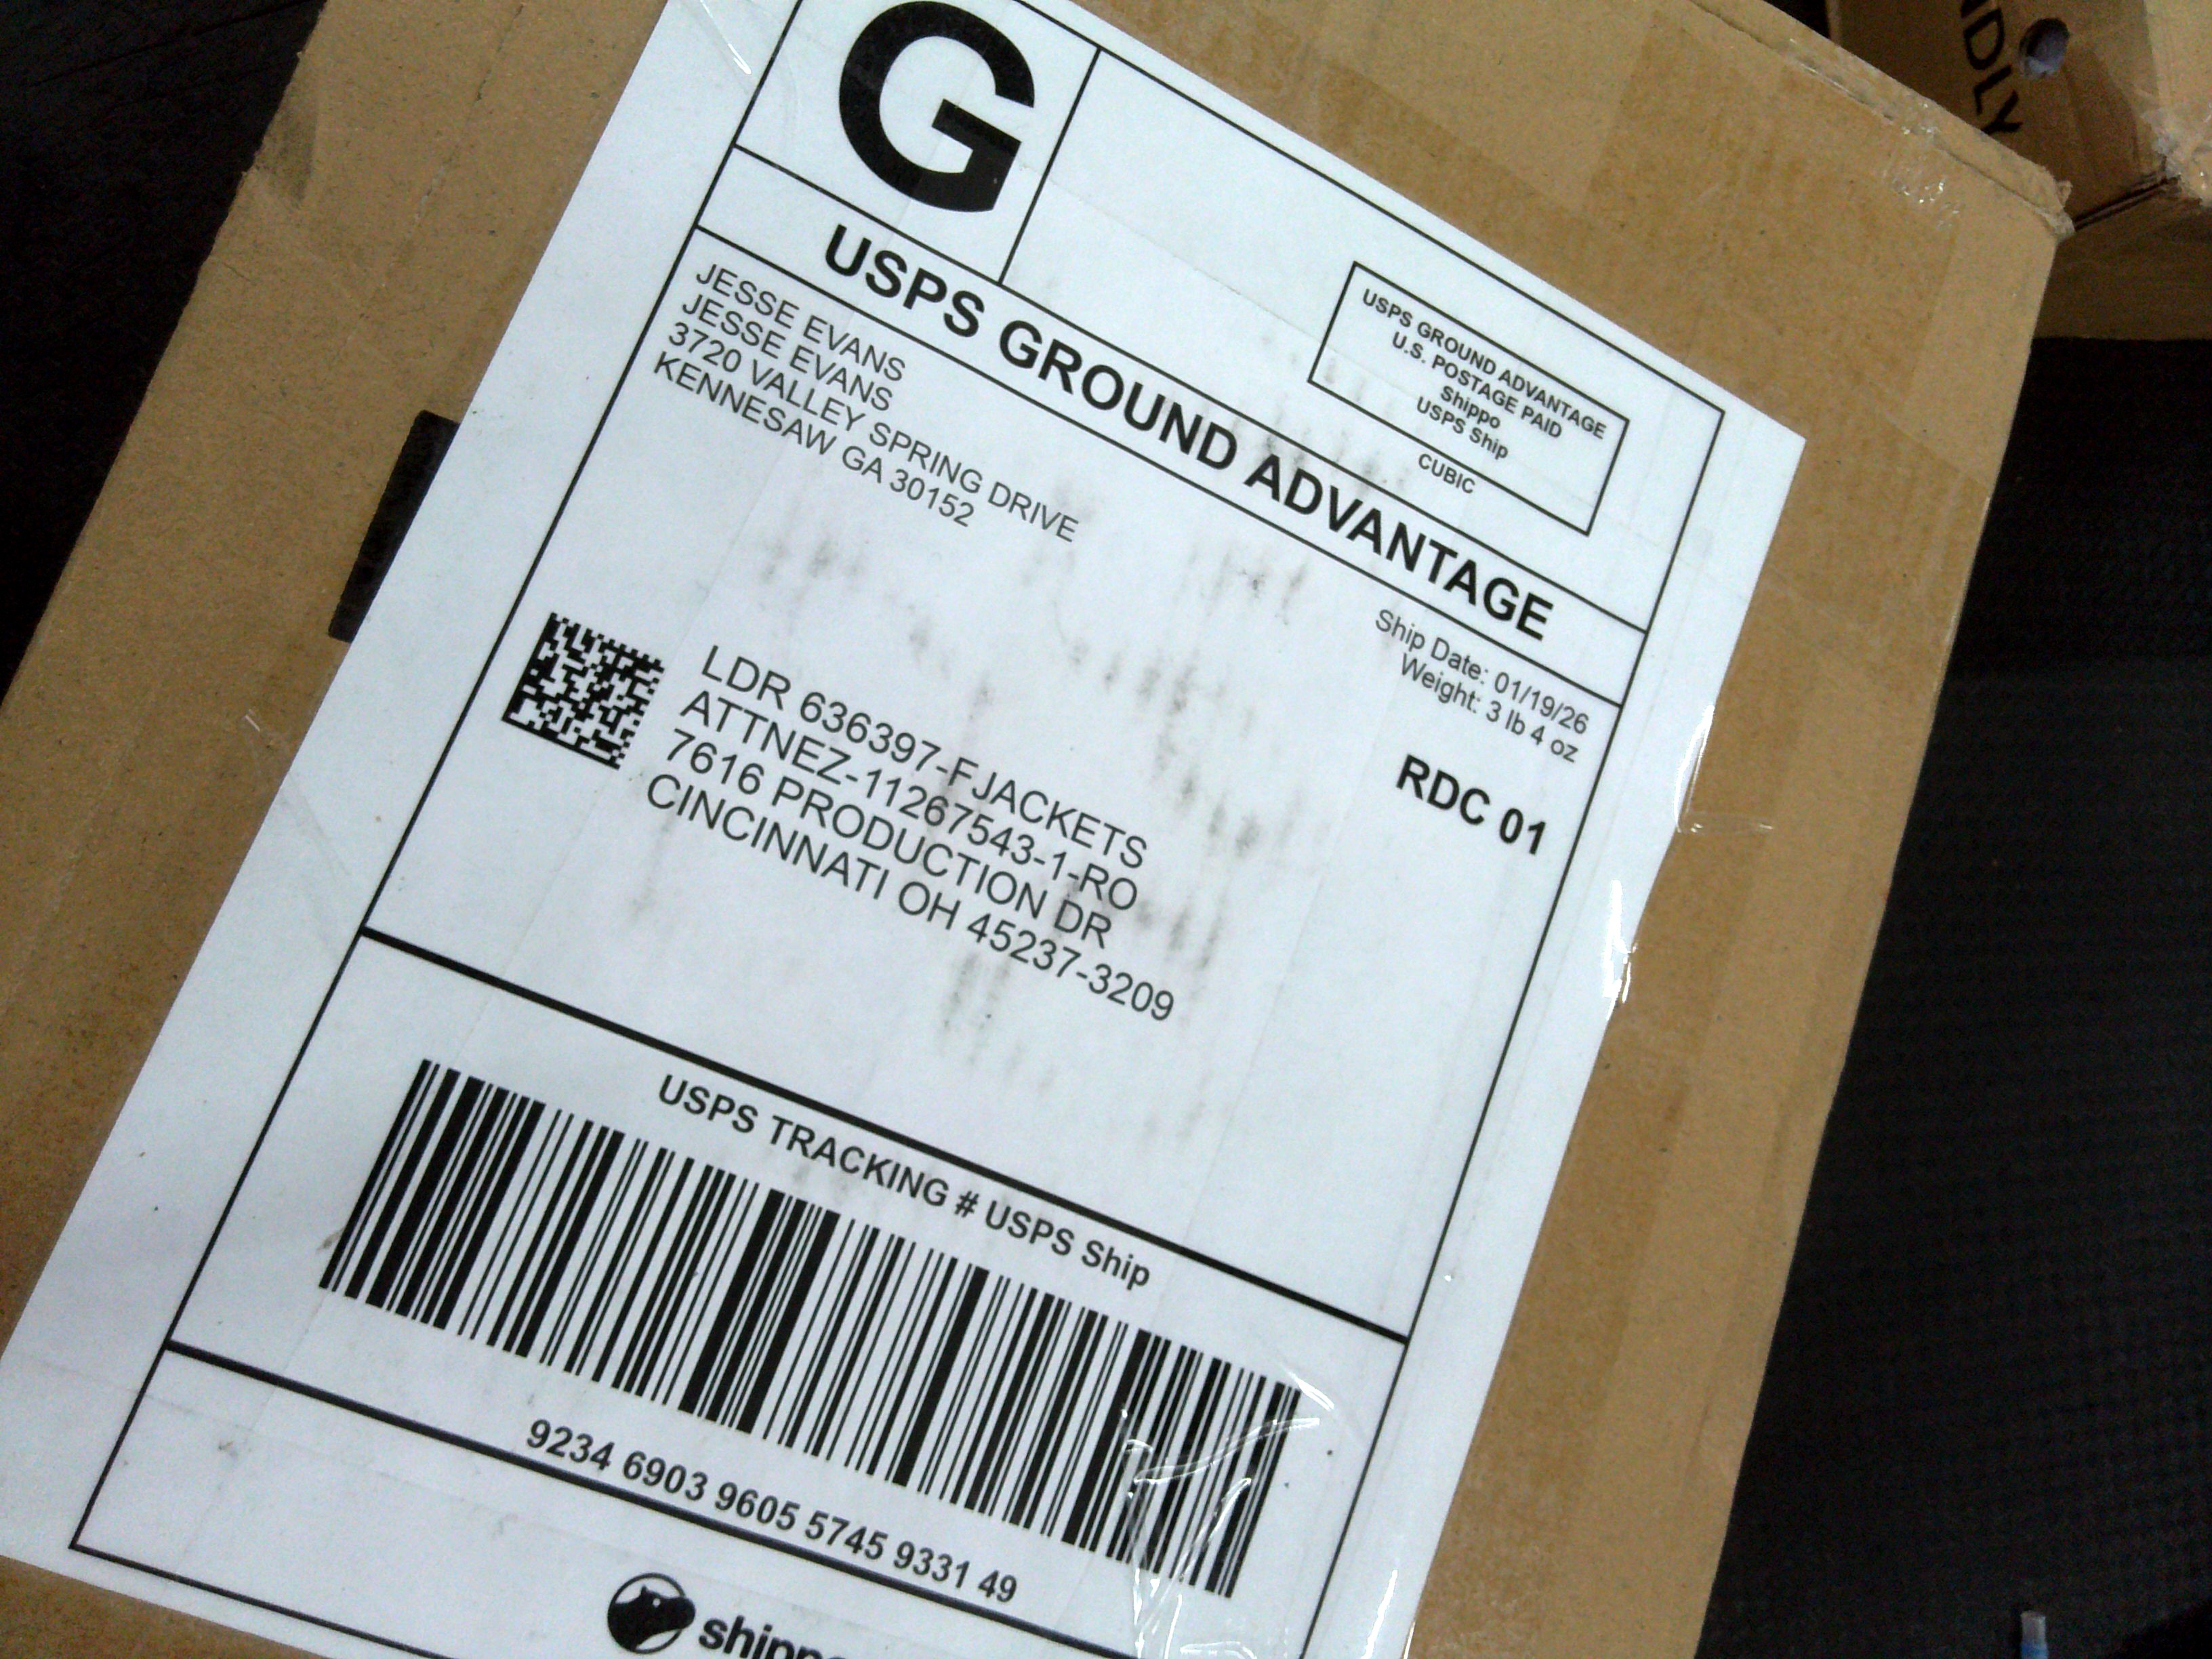 G
USPS GROUND ADVANTAGE
U.S. POSTAGE PAID
Shippo
USPS Ship
CUBIC
USPS GROUND ADVANTAGE
JESSE EVANS
JESSE EVANS
3720 VALLEY SPRING DRIVE
KENNESAW GA 30152
Ship Date: 01/19/26
Weight: 3 lb 4 oz
RDC 01
LDR 636397-FJACKETS
ATTNEZ-11267543-1-RO
7616 PRODUCTION DR
CINCINNATI OH 45237-3209
USPS TRACKING # USPS Ship
9234 6903 9605 5745 9331 49